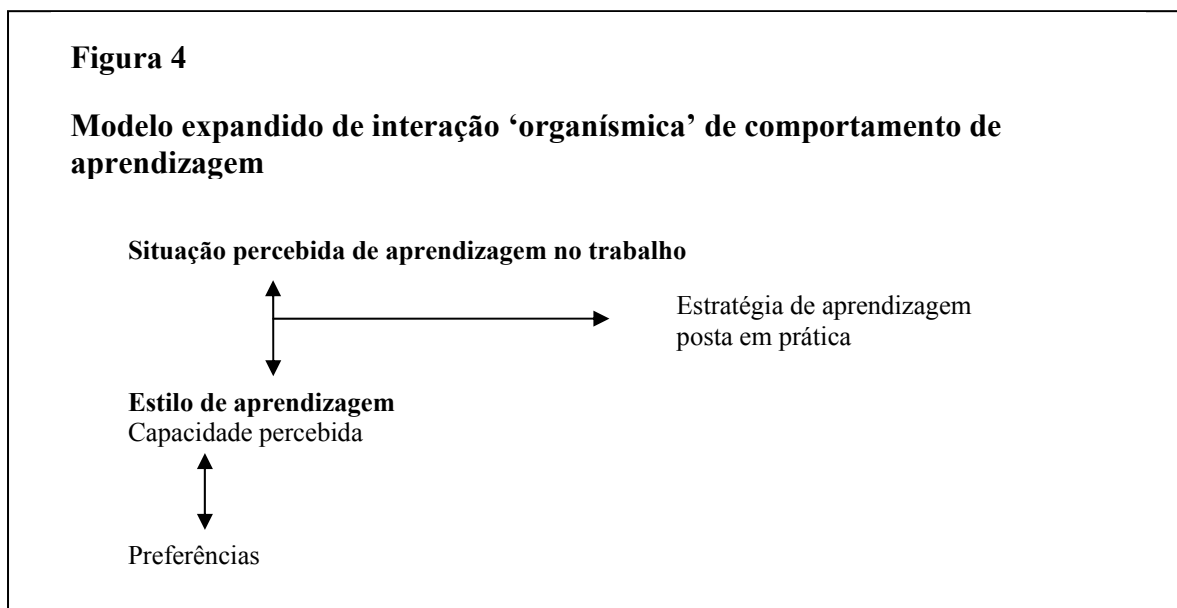 Figura 4
Modelo expandido de interação ‘organísmica’ de comportamento de
aprendizagem
Situação percebida de aprendizagem no trabalho
Estratégia de aprendizagem
posta em prática
Estilo de aprendizagem
Capacidade percebida
Preferências